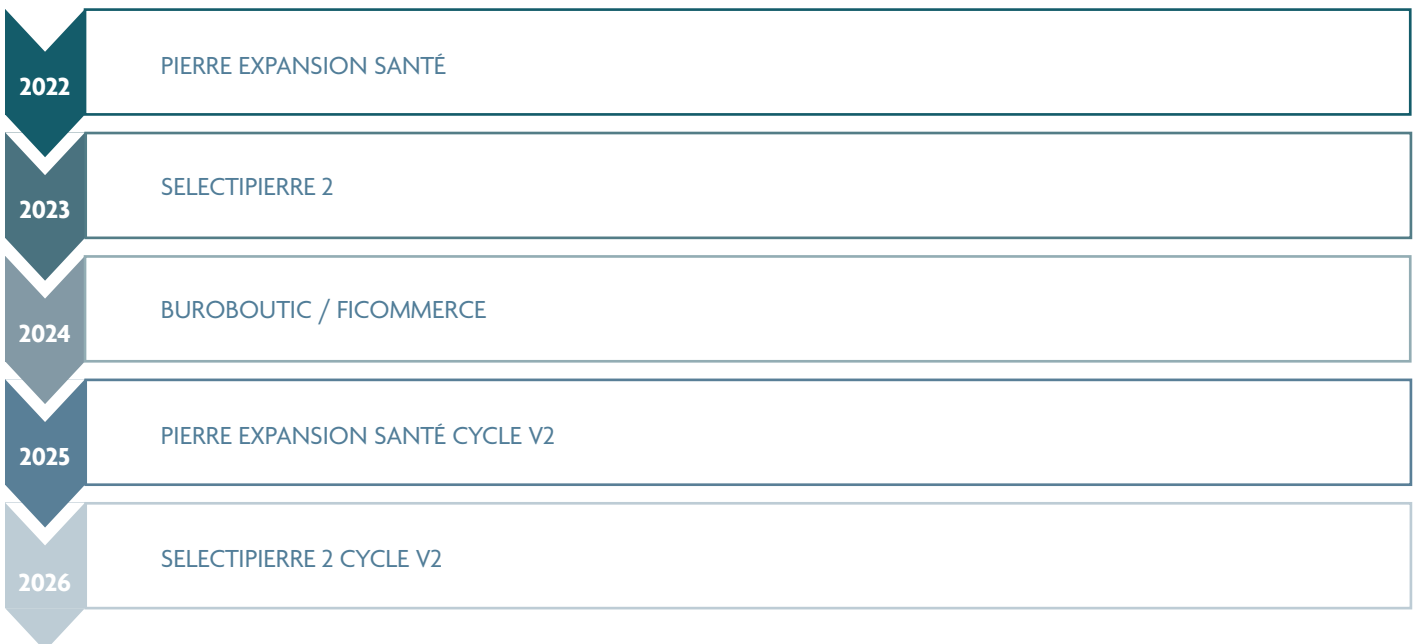 2022
PIERRE EXPANSION SANTÉ
2023
SELECTIPIERRE 2
2024
BUROBOUTIC / FICOMMERCE
2025
PIERRE EXPANSION SANTÉ CYCLE V2
2026
SELECTIPIERRE 2 CYCLE V2